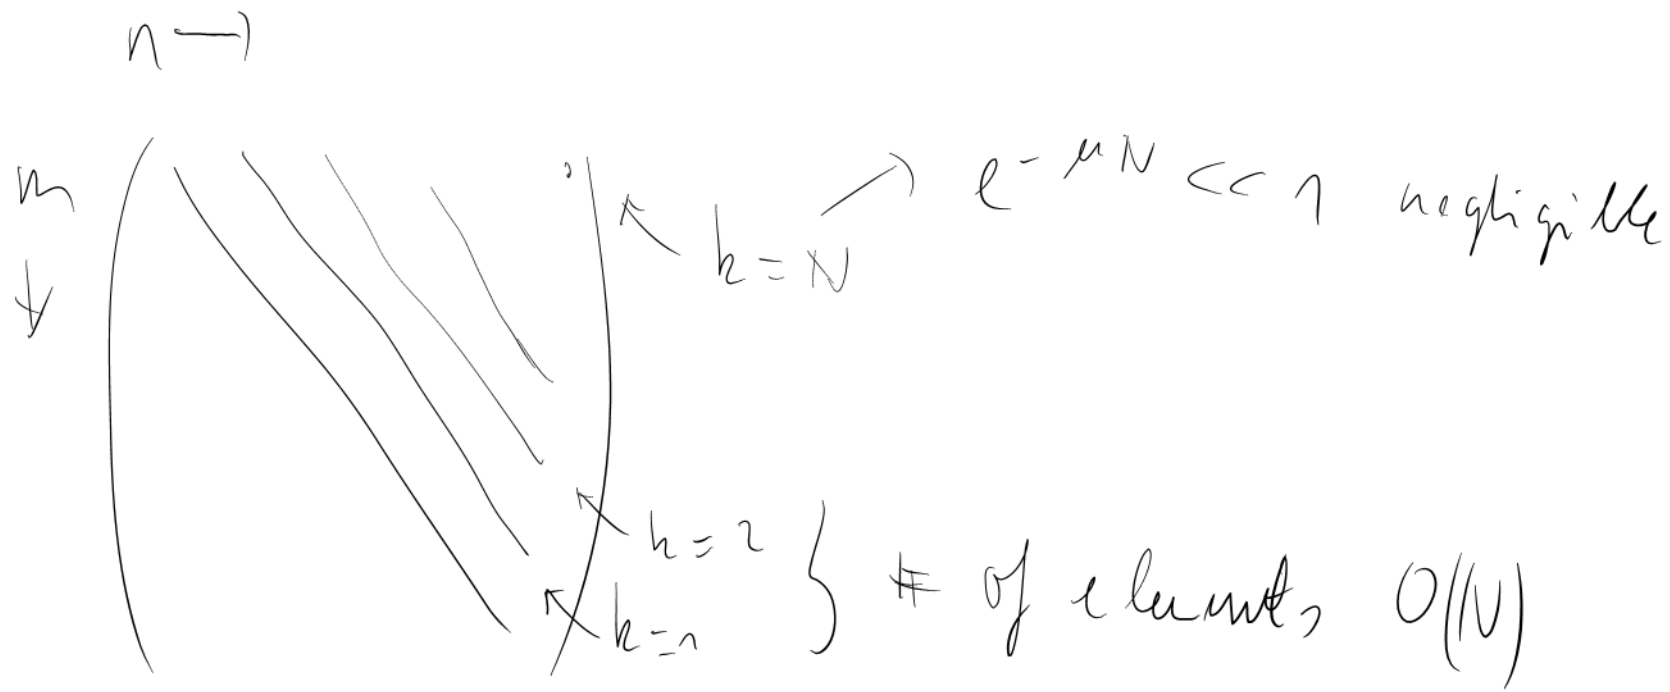 n →
m
↓
k = N → e^{-μN} << 1 negligible
k = 2
k = 1 } # of elements O(N)